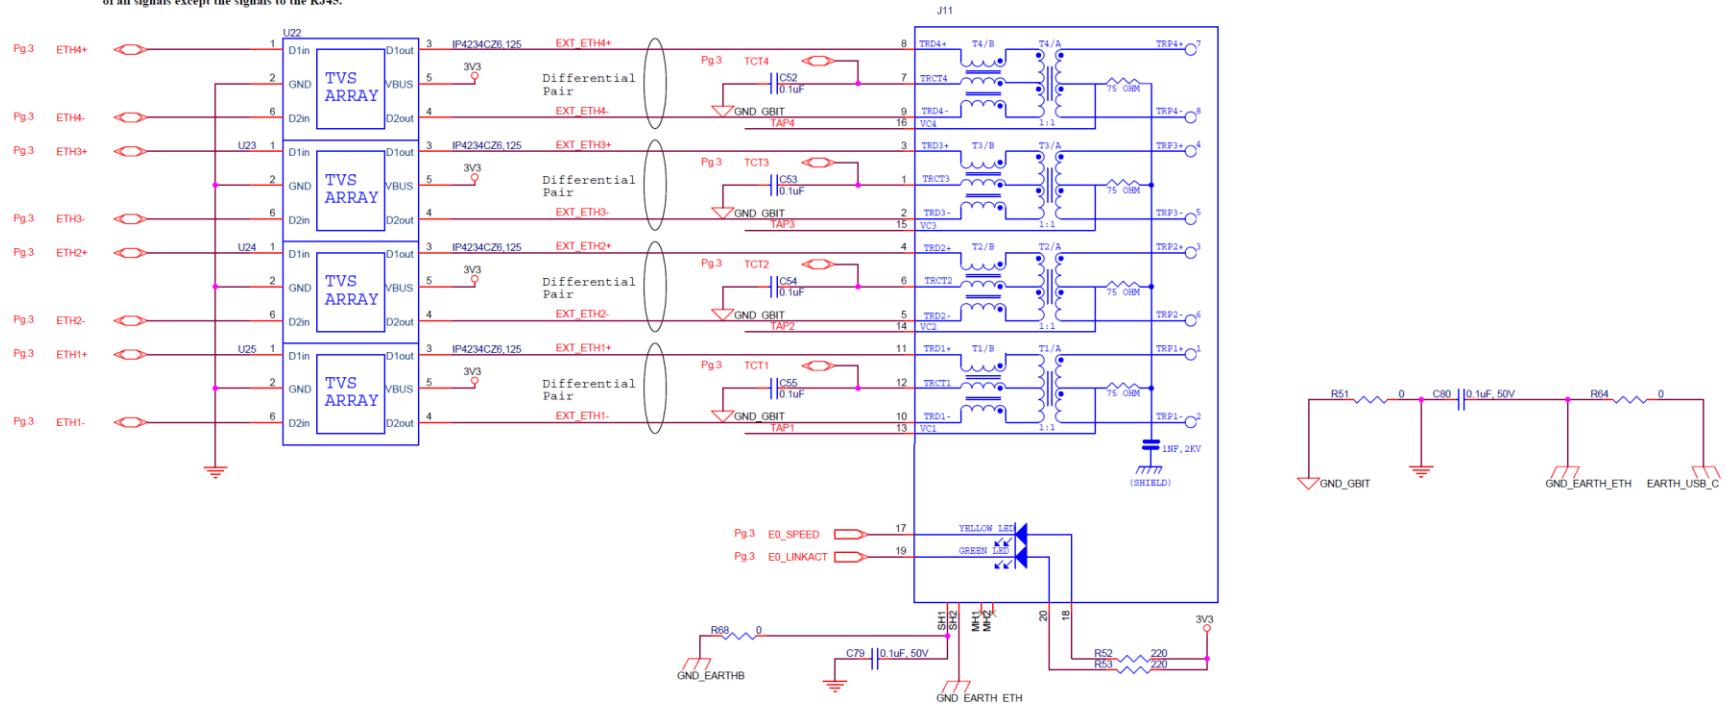 of all signals except the signals to the RJ45.
J11
U22
Pg.3 ETH4+ 1 D1in D1out 3 IP4234CZ6,125 EXT_ETH4+ 8 TRD4+ T4/B T4/A TRP4+ 7
Pg.3 TCT4
3V3
2 GND TVS ARRAY VBUS 5 Differential Pair C52 0.1uF 7 TRCT4 75 OHM
Pg.3 ETH4- 6 D2in D2out 4 EXT_ETH4- GND_GBIT 9 TRD4- TRP4- 8
TAP4 16 VC4 1:1
Pg.3 ETH3+ U23 1 D1in D1out 3 IP4234CZ6,125 EXT_ETH3+ 3 TRD3+ T3/B T3/A TRP3+ 4
Pg.3 TCT3
3V3
2 GND TVS ARRAY VBUS 5 Differential Pair C53 0.1uF 1 TRCT3 75 OHM
Pg.3 ETH3- 6 D2in D2out 4 EXT_ETH3- GND_GBIT 2 TRD3- TRP3- 5
TAP3 15 VC3 1:1
Pg.3 ETH2+ U24 1 D1in D1out 3 IP4234CZ6,125 EXT_ETH2+ 4 TRD2+ T2/B T2/A TRP2+ 3
Pg.3 TCT2
3V3
2 GND TVS ARRAY VBUS 5 Differential Pair C54 0.1uF 6 TRCT2 75 OHM
Pg.3 ETH2- 6 D2in D2out 4 EXT_ETH2- GND_GBIT 5 TRD2- TRP2- 6
TAP2 14 VC2 1:1
Pg.3 ETH1+ U25 1 D1in D1out 3 IP4234CZ6,125 EXT_ETH1+ 11 TRD1+ T1/B T1/A TRP1+ 1
Pg.3 TCT1
3V3
2 GND TVS ARRAY VBUS 5 Differential Pair C55 0.1uF 12 TRCT1 75 OHM
Pg.3 ETH1- 6 D2in D2out 4 EXT_ETH1- GND_GBIT 10 TRD1- TRP1- 2
TAP1 13 VC1 1:1
1NF,2KV
(SHIELD)
R51 0 C80 0.1uF, 50V R64 0
GND_GBIT GND_EARTH_ETH EARTH_USB_C
Pg.3 E0_SPEED 17 YELLOW LED
Pg.3 E0_LINKACT 19 GREEN LED
SH1 SH2 MH1 MH2 20 18
3V3
R68 0
C79 0.1uF, 50V R52 220
R53 220
GND_EARTHB
GND_EARTH_ETH